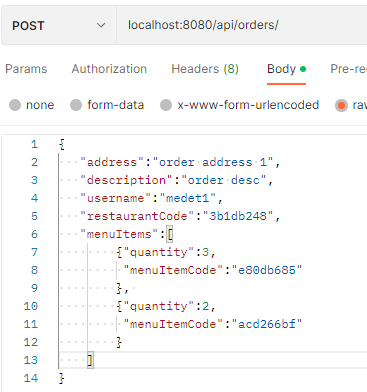 POST localhost:8080/api/orders/
Params Authorization Headers (8) Body Pre-re
none form-data x-www-form-urlencoded raw
1 {
2 "address":"order address 1",
3 "description":"order desc",
4 "username":"medet1",
5 "restaurantCode":"3b1db248",
6 "menuItems":[
7 {"quantity":3,
8 "menuItemCode":"e80db685"
9 },
10 {"quantity":2,
11 "menuItemCode":"acd266bf"
12 }
13 ]
14 }